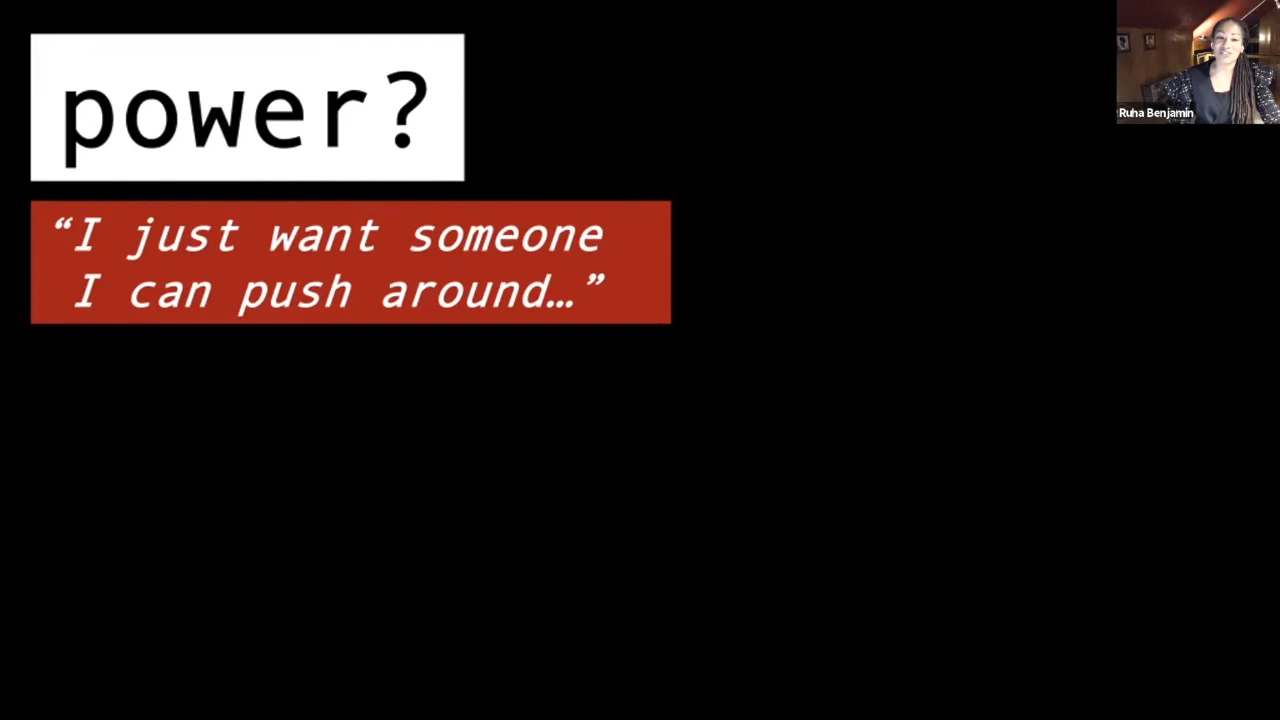 power?
“I just want someone
I can push around…”
Ruha Benjamin